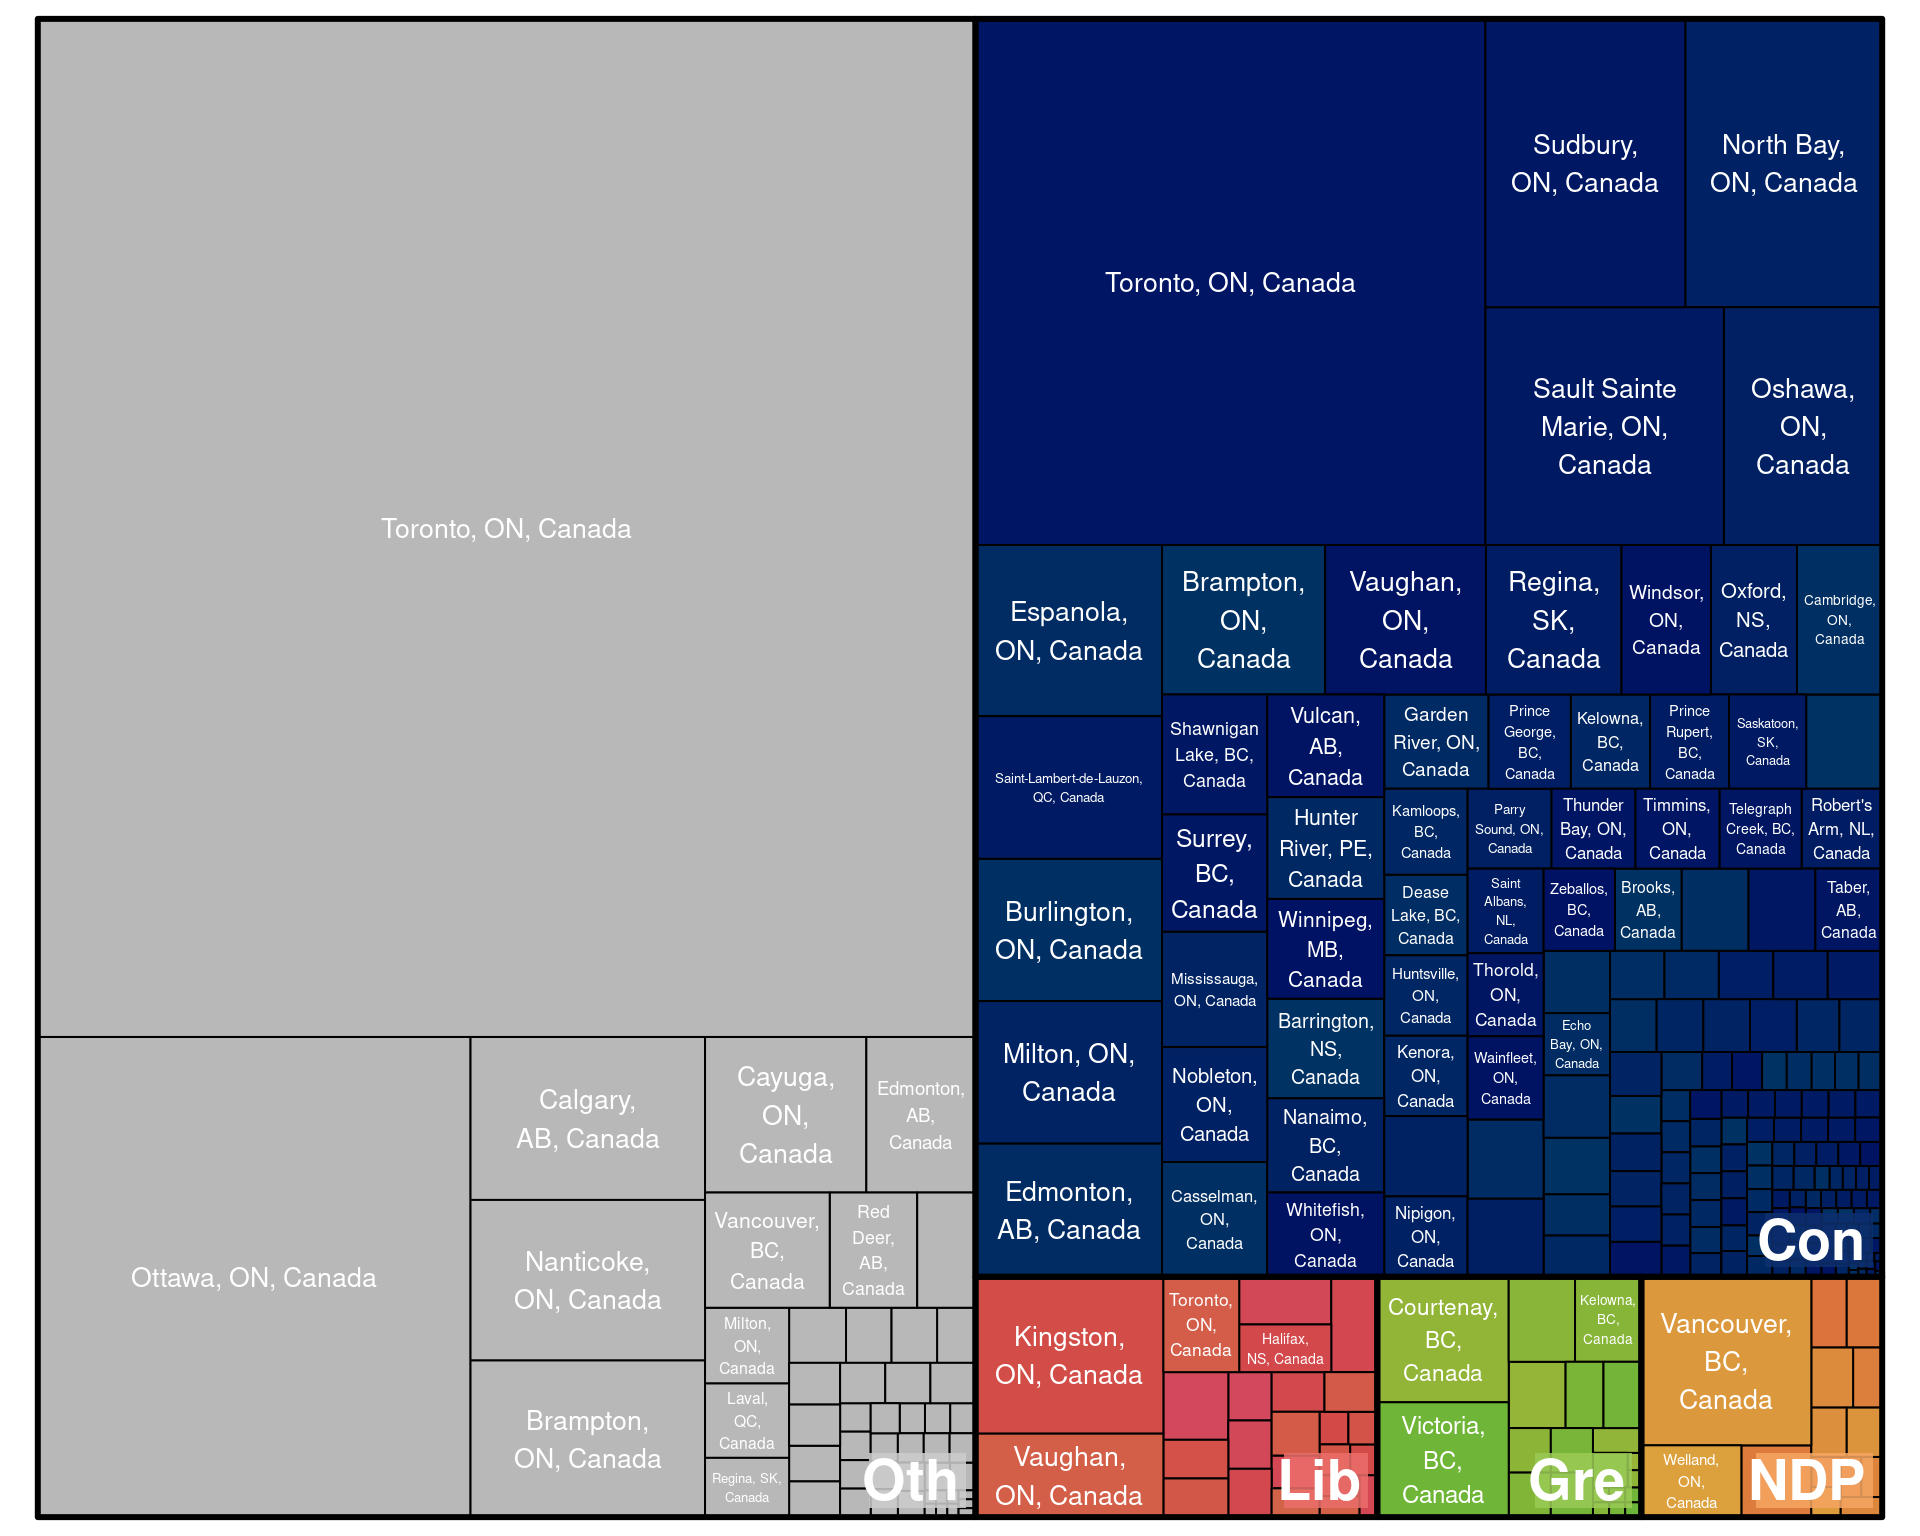 Toronto, ON, Canada
Ottawa, ON, Canada
Calgary,
AB, Canada
Nanticoke,
ON, Canada
Brampton,
ON, Canada
Cayuga,
ON,
Canada
Edmonton,
AB,
Canada
Vancouver,
BC,
Canada
Red
Deer,
AB,
Canada
Milton,
ON,
Canada
Laval,
QC,
Canada
Regina, SK,
Canada
Oth
Toronto, ON, Canada
Sudbury,
ON, Canada
North Bay,
ON, Canada
Sault Sainte
Marie, ON,
Canada
Oshawa,
ON,
Canada
Espanola,
ON, Canada
Saint-Lambert-de-Lauzon,
QC, Canada
Burlington,
ON, Canada
Milton, ON,
Canada
Edmonton,
AB, Canada
Brampton,
ON,
Canada
Vaughan,
ON,
Canada
Regina,
SK,
Canada
Windsor,
ON,
Canada
Oxford,
NS,
Canada
Cambridge,
ON,
Canada
Shawnigan
Lake, BC,
Canada
Surrey,
BC,
Canada
Mississauga,
ON, Canada
Nobleton,
ON,
Canada
Casselman,
ON,
Canada
Vulcan,
AB,
Canada
Hunter
River, PE,
Canada
Winnipeg,
MB,
Canada
Barrington,
NS,
Canada
Nanaimo,
BC,
Canada
Whitefish,
ON,
Canada
Garden
River, ON,
Canada
Prince
George,
BC,
Canada
Kelowna,
BC,
Canada
Prince
Rupert,
BC,
Canada
Saskatoon,
SK,
Canada
Kamloops,
BC,
Canada
Dease
Lake, BC,
Canada
Huntsville,
ON,
Canada
Kenora,
ON,
Canada
Nipigon,
ON,
Canada
Parry
Sound, ON,
Canada
Thunder
Bay, ON,
Canada
Timmins,
ON,
Canada
Telegraph
Creek, BC,
Canada
Robert's
Arm, NL,
Canada
Saint
Albans,
NL,
Canada
Thorold,
ON,
Canada
Wainfleet,
ON,
Canada
Zeballos,
BC,
Canada
Brooks,
AB,
Canada
Taber,
AB,
Canada
Echo
Bay, ON,
Canada
Con
Kingston,
ON, Canada
Vaughan,
ON, Canada
Toronto,
ON,
Canada
Halifax,
NS, Canada
Lib
Courtenay,
BC,
Canada
Victoria,
BC,
Canada
Kelowna,
BC,
Canada
Gre
Vancouver,
BC,
Canada
Welland,
ON,
Canada
NDP